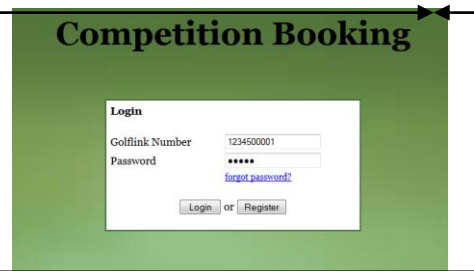 Competition Booking
Login
Golflink Number 1234500001
Password •••••
forgot password?
Login or Register